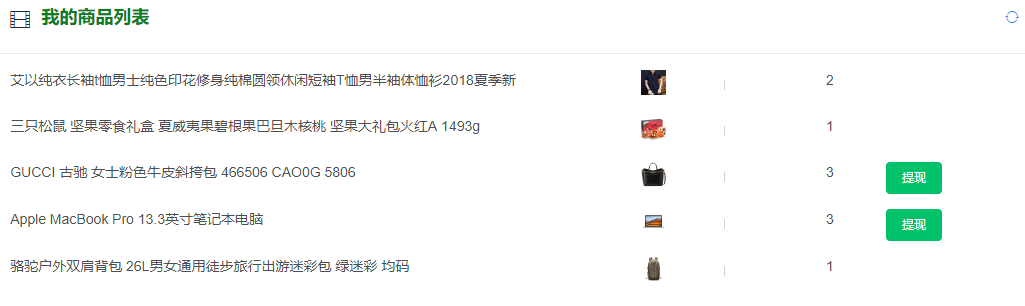 我的商品列表
艾以纯衣长袖t恤男士纯色印花修身纯棉圆领休闲短袖T恤男半袖体恤衫2018夏季新 2
三只松鼠 坚果零食礼盒 夏威夷果碧根果巴旦木核桃 坚果大礼包火红A 1493g 1
GUCCI 古驰 女士粉色牛皮斜挎包 466506 CAO0G 5806 3 提现
Apple MacBook Pro 13.3英寸笔记本电脑 3 提现
骆驼户外双肩背包 26L男女通用徒步旅行出游迷彩包 绿迷彩 均码 1